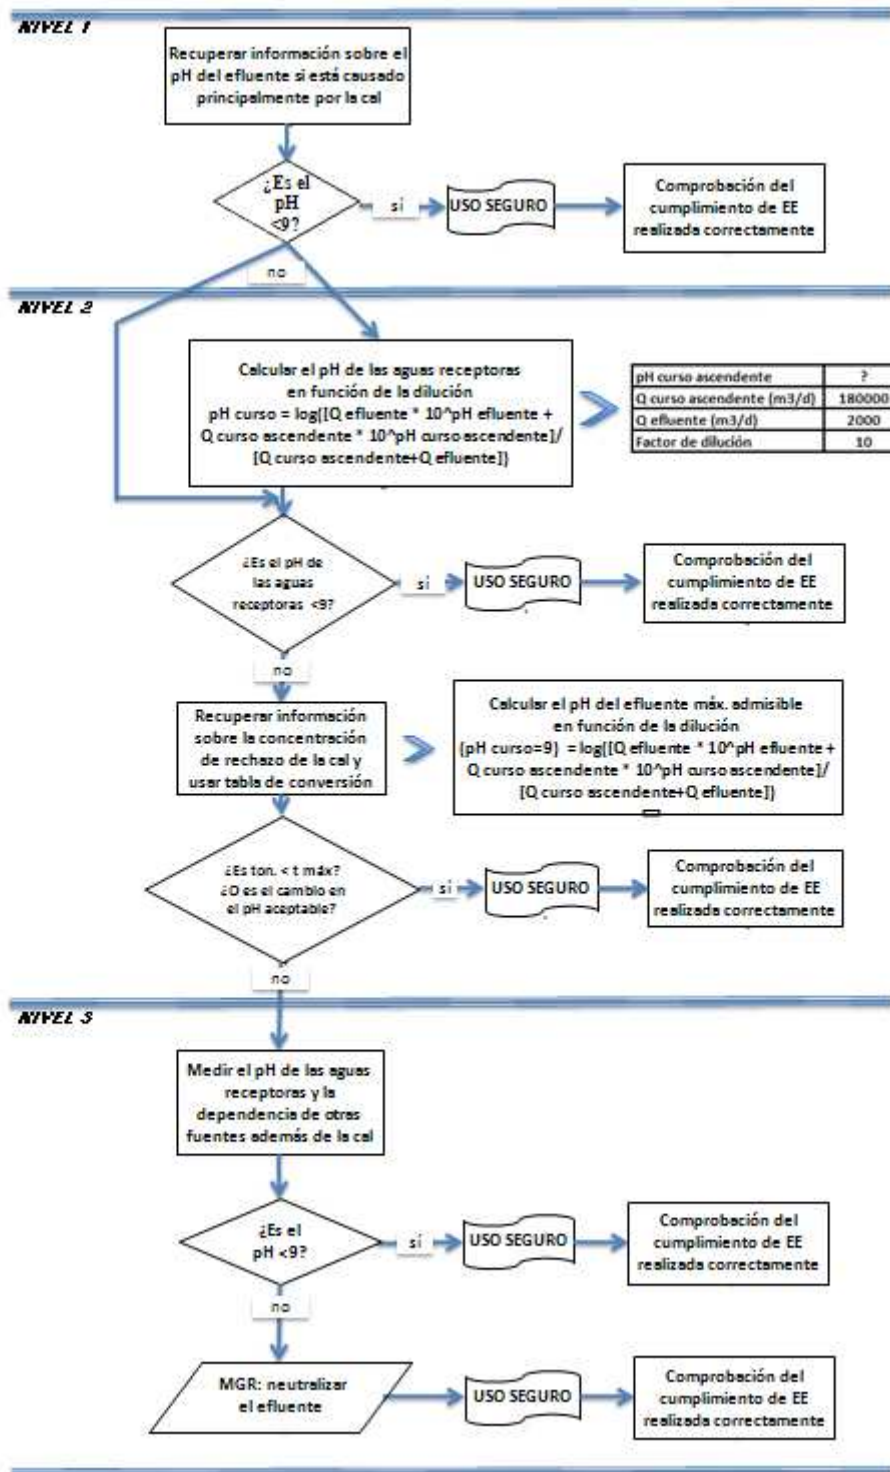 NIVEL 1
Recuperar información sobre el
pH del efluente si está causado
principalmente por la cal
¿Es el
pH
<9?
sí
USO SEGURO
Comprobación del
cumplimiento de EE
realizada correctamente
no
NIVEL 2
Calcular el pH de las aguas receptoras
en función de la dilución
pH curso = log([Q efluente * 10^pH efluente +
Q curso ascendente * 10^pH curso ascendente]/
[Q curso ascendente+Q efluente])
pH curso ascendente ?
Q curso ascendente (m3/d) 180000
Q efluente (m3/d) 2000
Factor de dilución 10
¿Es el pH de
las aguas
receptoras <9?
sí
USO SEGURO
Comprobación del
cumplimiento de EE
realizada correctamente
no
Recuperar información
sobre la concentración
de rechazo de la cal y
usar tabla de conversión
Calcular el pH del efluente máx. admisible
en función de la dilución
(pH curso=9) = log([Q efluente * 10^pH efluente +
Q curso ascendente * 10^pH curso ascendente]/
[Q curso ascendente+Q efluente])
¿Es ton. < t máx?
¿O es el cambio en
el pH aceptable?
sí
USO SEGURO
Comprobación del
cumplimiento de EE
realizada correctamente
no
NIVEL 3
Medir el pH de las aguas
receptoras y la
dependencia de otras
fuentes además de la cal
¿Es el
pH <9?
sí
USO SEGURO
Comprobación del
cumplimiento de EE
realizada correctamente
no
MGR: neutralizar
el efluente
USO SEGURO
Comprobación del
cumplimiento de EE
realizada correctamente